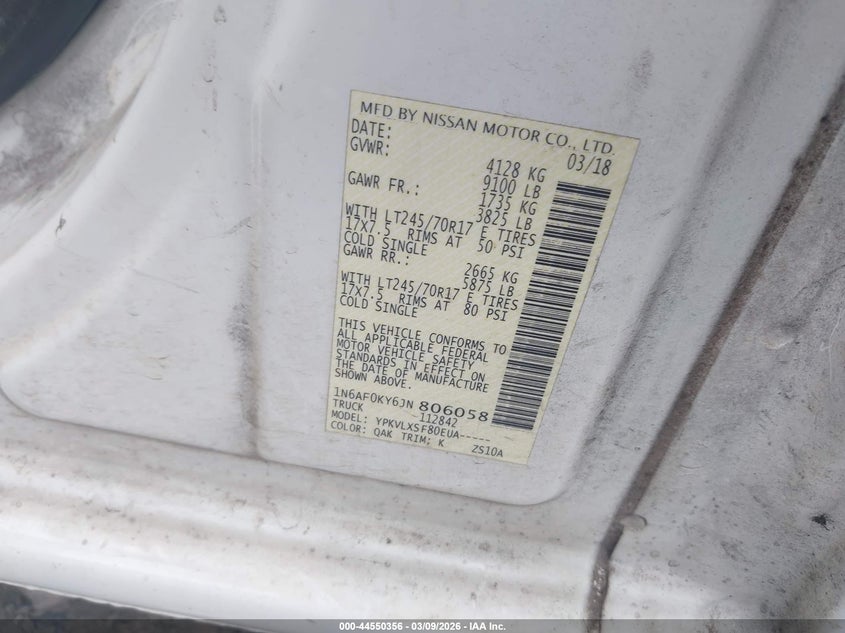 MFD BY NISSAN MOTOR CO., LTD.
DATE: 03/18
GVWR: 4128 KG
9100 LB
GAWR FR.: 1735 KG
3825 LB
WITH LT245/70R17 E TIRES
17X7.5 RIMS AT 50 PSI
COLD SINGLE
GAWR RR.: 2665 KG
5875 LB
WITH LT245/70R17 E TIRES
17X7.5 RIMS AT 80 PSI
COLD SINGLE
THIS VEHICLE CONFORMS TO
ALL APPLICABLE FEDERAL
MOTOR VEHICLE SAFETY
STANDARDS IN EFFECT ON
THE DATE OF MANUFACTURE
SHOWN ABOVE.
1N6AF0KY6JN806058
TRUCK 112842
MODEL: YPKVLXSF80EUA-----
COLOR: QAK TRIM: K ZS10A
000-44550356 - 03/09/2026 - IAA Inc.